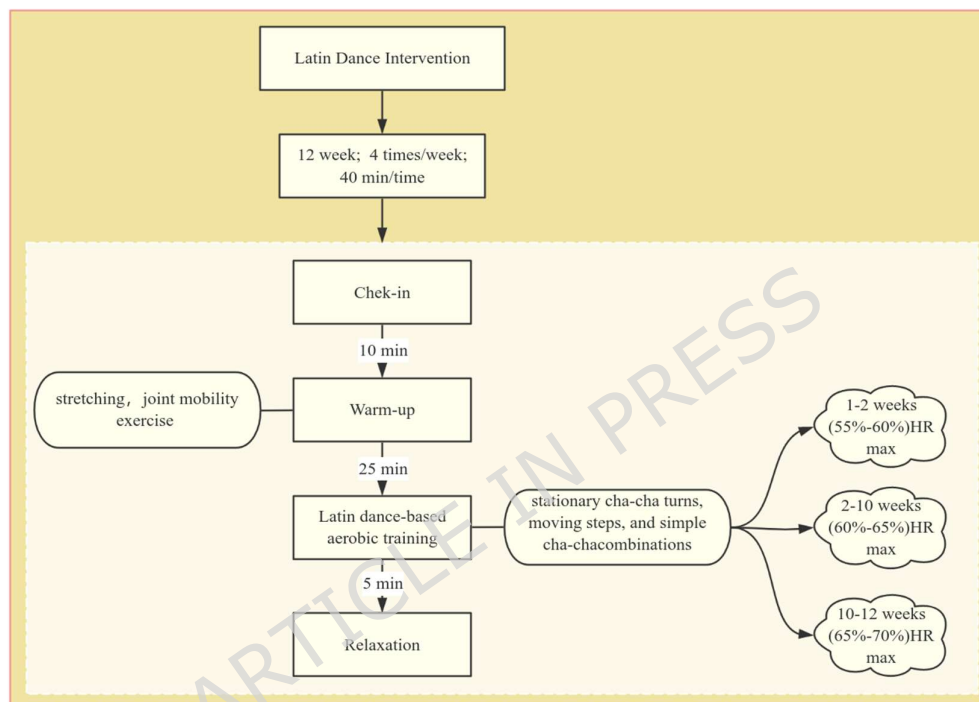 Latin Dance Intervention
12 week; 4 times/week;
40 min/time
Chek-in
10 min
stretching, joint mobility
exercise
Warm-up
25 min
Latin dance-based
aerobic training
stationary cha-cha turns,
moving steps, and simple
cha-chacombinations
1-2 weeks
(55%-60%)HR
max
2-10 weeks
(60%-65%)HR
max
10-12 weeks
(65%-70%)HR
max
5 min
Relaxation
ARTICLE IN PRESS